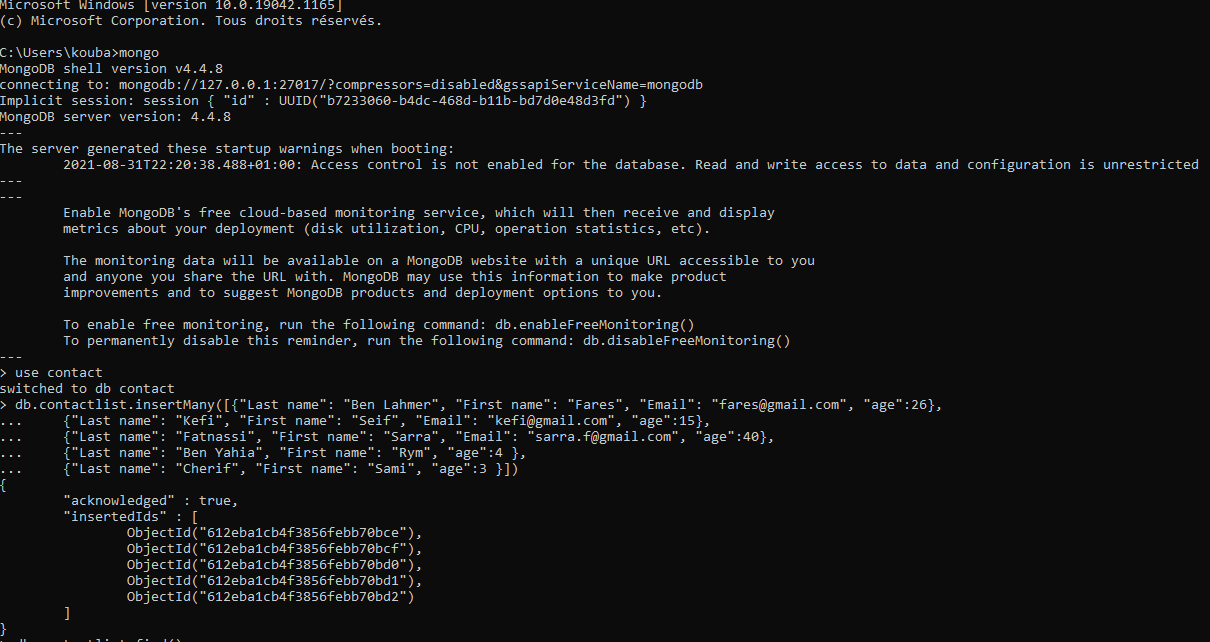 Microsoft Windows [version 10.0.19042.1165]
(c) Microsoft Corporation. Tous droits réservés.
C:\Users\kouba>mongo
MongoDB shell version v4.4.8
connecting to: mongodb://127.0.0.1:27017/?compressors=disabled&gssapiServiceName=mongodb
Implicit session: session { "id" : UUID("b7233060-b4dc-468d-b11b-bd7d0e48d3fd") }
MongoDB server version: 4.4.8
---
The server generated these startup warnings when booting:
        2021-08-31T22:20:38.488+01:00: Access control is not enabled for the database. Read and write access to data and configuration is unrestricted
---
---
        Enable MongoDB's free cloud-based monitoring service, which will then receive and display
        metrics about your deployment (disk utilization, CPU, operation statistics, etc).
        The monitoring data will be available on a MongoDB website with a unique URL accessible to you
        and anyone you share the URL with. MongoDB may use this information to make product
        improvements and to suggest MongoDB products and deployment options to you.
        To enable free monitoring, run the following command: db.enableFreeMonitoring()
        To permanently disable this reminder, run the following command: db.disableFreeMonitoring()
---
> use contact
switched to db contact
> db.contactlist.insertMany([{"Last name": "Ben Lahmer", "First name": "Fares", "Email": "fares@gmail.com", "age":26},
...     {"Last name": "Kefi", "First name": "Seif", "Email": "kefi@gmail.com", "age":15},
...     {"Last name": "Fatnassi", "First name": "Sarra", "Email": "sarra.f@gmail.com", "age":40},
...     {"Last name": "Ben Yahia", "First name": "Rym", "age":4 },
...     {"Last name": "Cherif", "First name": "Sami", "age":3 }])
{
        "acknowledged" : true,
        "insertedIds" : [
                ObjectId("612eba1cb4f3856febb70bce"),
                ObjectId("612eba1cb4f3856febb70bcf"),
                ObjectId("612eba1cb4f3856febb70bd0"),
                ObjectId("612eba1cb4f3856febb70bd1"),
                ObjectId("612eba1cb4f3856febb70bd2")
        ]
}